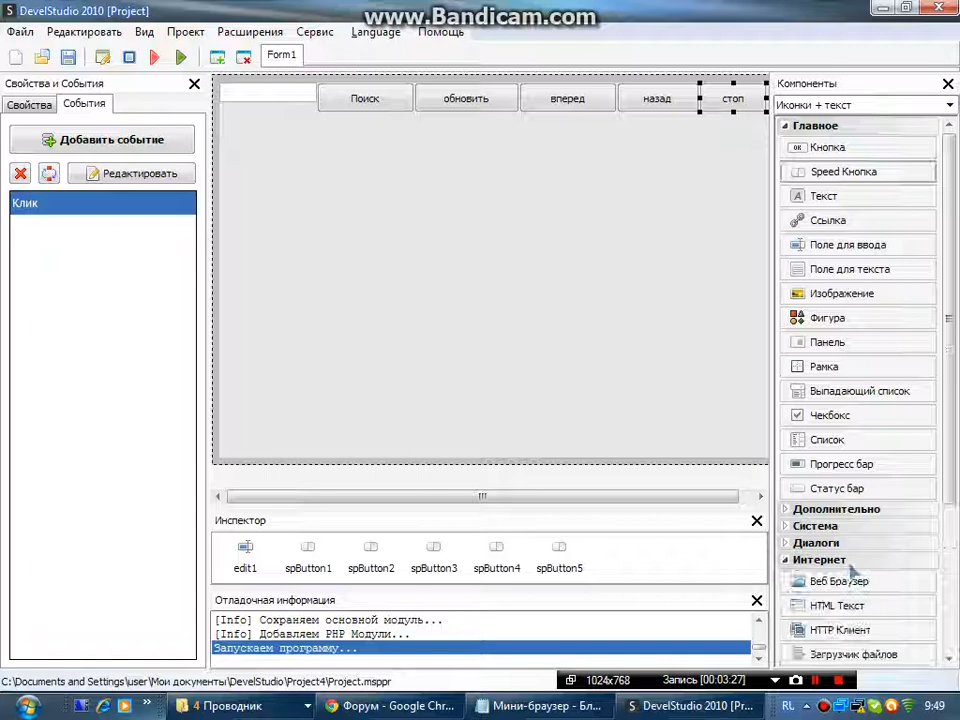 DevelStudio 2010 [Project]
www.Bandicam.com
Файл Редактировать Вид Проект Расширения Сервис Language Помощь
Form1
Свойства и События
Свойства События
Добавить событие
Редактировать
Клик
Поиск обновить вперед назад стоп
Инспектор
edit1 spButton1 spButton2 spButton3 spButton4 spButton5
Отладочная информация
[Info] Сохраняем основной модуль...
[Info] Добавляем PHP Модули...
Запускаем программу...
Компоненты
Иконки + текст
Главное
Кнопка
Speed Кнопка
Текст
Ссылка
Поле для ввода
Поле для текста
Изображение
Фигура
Панель
Рамка
Выпадающий список
Чекбокс
Список
Прогресс бар
Статус бар
Дополнительно
Система
Диалоги
Интернет
Веб Браузер
HTML Текст
HTTP Клиент
Загрузчик файлов
C:\Documents and Settings\user\Мои документы\DevelStudio\Project4\Project.msppr
1024x768 Запись [00:03:27]
4 Проводник Форум - Google Chr... Мини-браузер - Бл... DevelStudio 2010 [Pr... RL 9:49